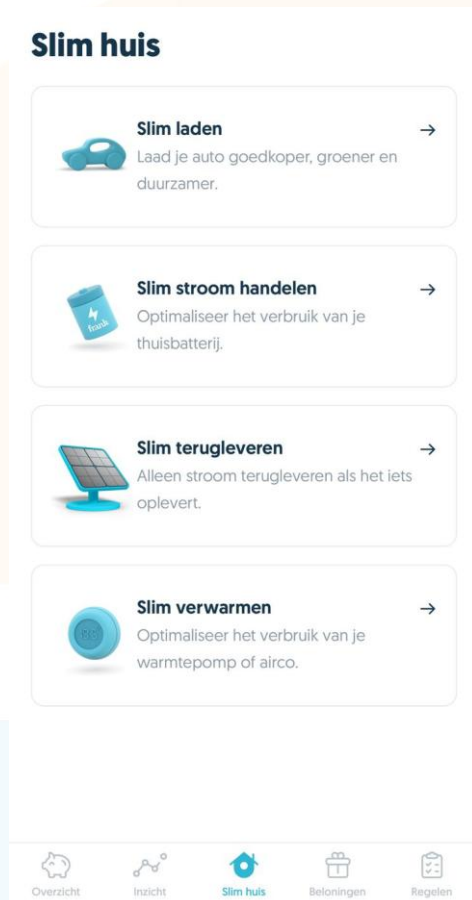 Slim huis
Slim laden
Laad je auto goedkoper, groener en
duurzamer.
Slim stroom handelen
Optimaliseer het verbruik van je
thuisbatterij.
frank
Slim terugleveren
Alleen stroom terugleveren als het iets
oplevert.
Slim verwarmen
Optimaliseer het verbruik van je
warmtepomp of airco.
Overzicht
Inzicht
Slim huis
Beloningen
Regelen